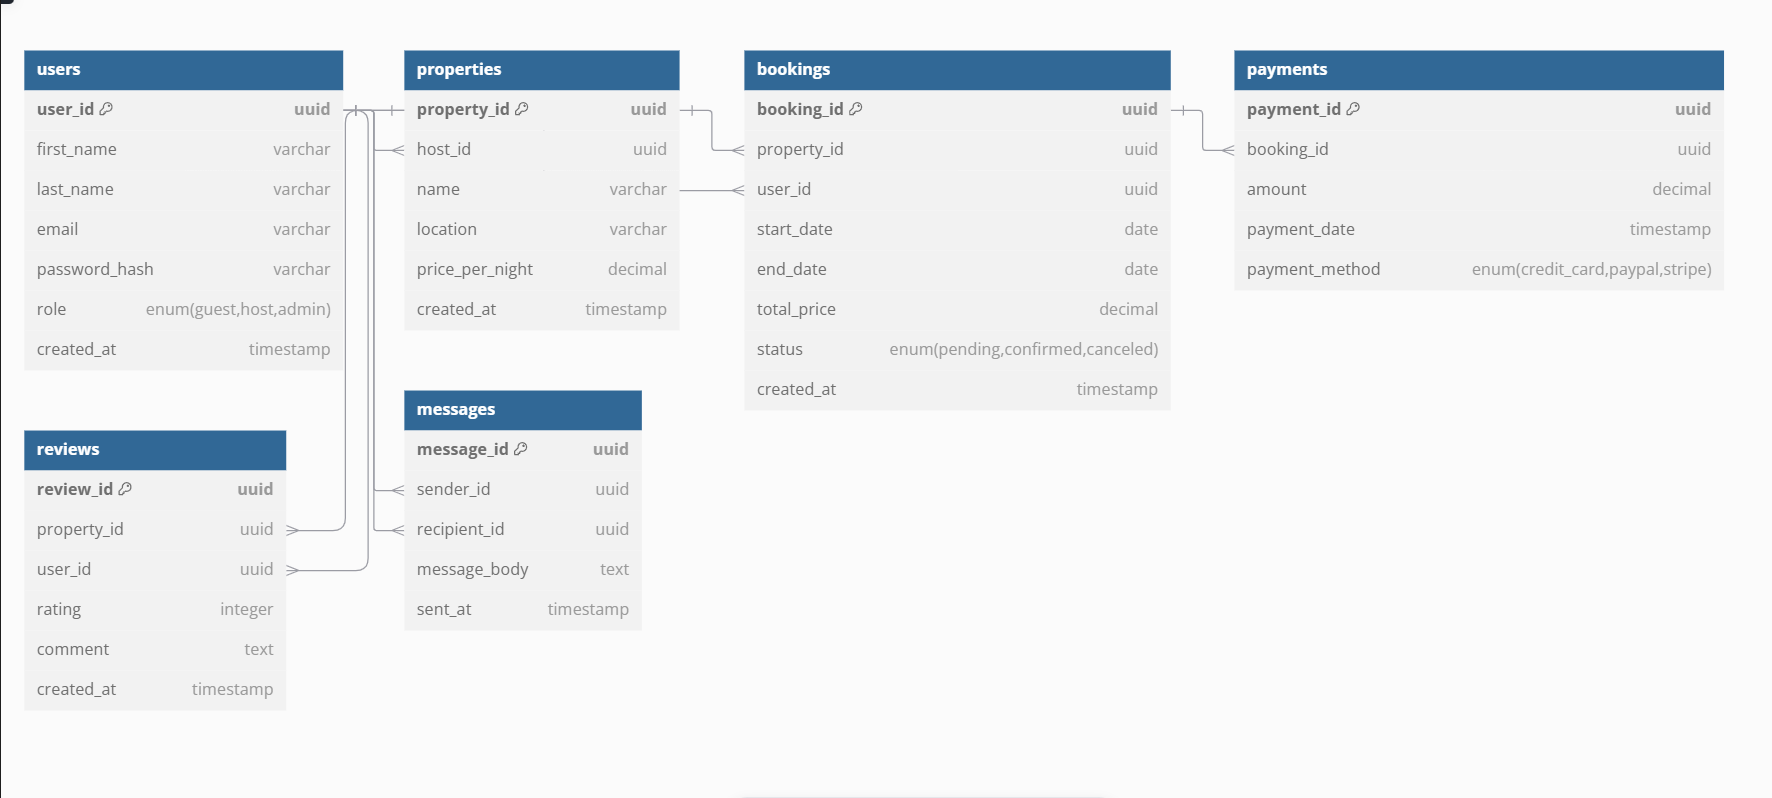 users
user_id uuid
first_name varchar
last_name varchar
email varchar
password_hash varchar
role enum(guest,host,admin)
created_at timestamp
properties
property_id uuid
host_id uuid
name varchar
location varchar
price_per_night decimal
created_at timestamp
bookings
booking_id uuid
property_id uuid
user_id uuid
start_date date
end_date date
total_price decimal
status enum(pending,confirmed,canceled)
created_at timestamp
payments
payment_id uuid
booking_id uuid
amount decimal
payment_date timestamp
payment_method enum(credit_card,paypal,stripe)
reviews
review_id uuid
property_id uuid
user_id uuid
rating integer
comment text
created_at timestamp
messages
message_id uuid
sender_id uuid
recipient_id uuid
message_body text
sent_at timestamp